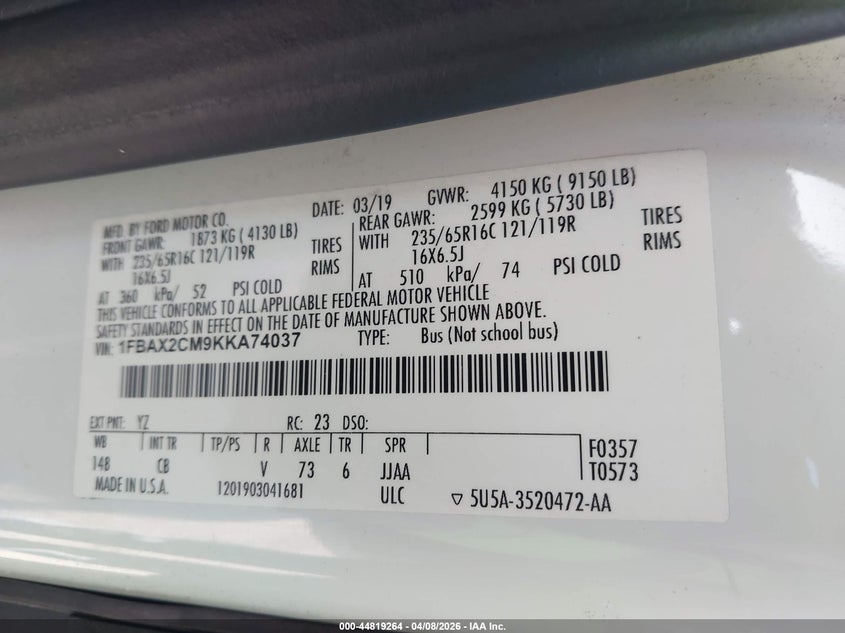 MFD. BY FORD MOTOR CO. DATE: 03/19 GVWR: 4150 KG ( 9150 LB)
FRONT GAWR: 1873 KG ( 4130 LB) REAR GAWR: 2599 KG ( 5730 LB)
WITH 235/65R16C 121/119R TIRES WITH 235/65R16C 121/119R TIRES
16X6.5J RIMS 16X6.5J RIMS
AT 360 kPa/ 52 PSI COLD AT 510 kPa/ 74 PSI COLD
THIS VEHICLE CONFORMS TO ALL APPLICABLE FEDERAL MOTOR VEHICLE
SAFETY STANDARDS IN EFFECT ON THE DATE OF MANUFACTURE SHOWN ABOVE.
VIN: 1FBAX2CM9KKA74037 TYPE: Bus (Not school bus)
EXT PNT: YZ RC: 23 DSO:
WB INT TR TP/PS R AXLE TR SPR F0357
148 CB V 73 6 JJAA T0573
MADE IN U.S.A. 1201903041681 ULC ▽ 5U5A-3520472-AA
000-44819264 - 04/08/2026 - IAA Inc.